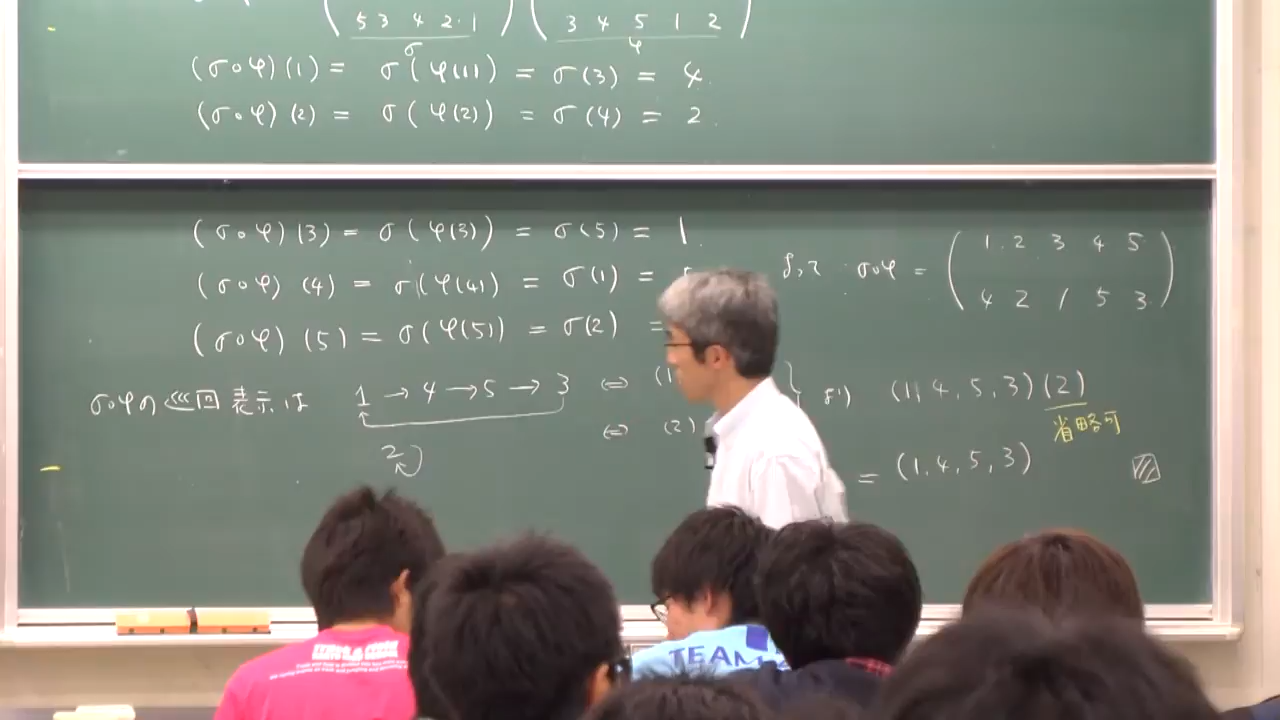 (5 3 4 2 1) (3 4 5 1 2)
σ φ
(σ∘φ)(1) = σ(φ(1)) = σ(3) = 4.
(σ∘φ)(2) = σ(φ(2)) = σ(4) = 2.
(σ∘φ)(3) = σ(φ(3)) = σ(5) = 1.
(σ∘φ)(4) = σ(φ(4)) = σ(1) =
(σ∘φ)(5) = σ(φ(5)) = σ(2) =
よって σ∘φ = (1 2 3 4 5
4 2 1 5 3)
σ∘φの巡回表示は 1 → 4 → 5 → 3 ⇔ (1
2 ⇔ (2)
} より (1, 4, 5, 3)(2)
省略可
= (1, 4, 5, 3)
TEAM